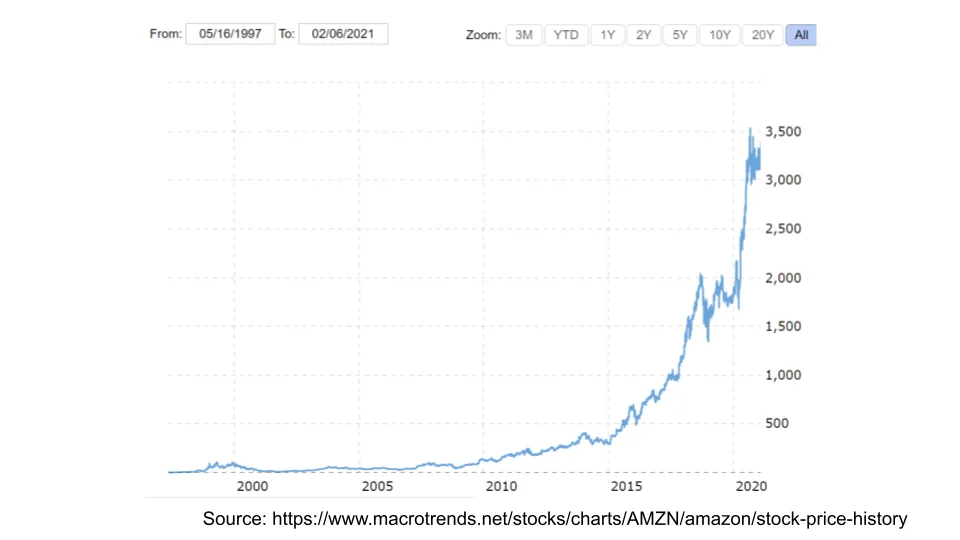 From: 05/16/1997 To: 02/06/2021 Zoom: 3M YTD 1Y 2Y 5Y 10Y 20Y All
3,500
3,000
2,500
2,000
1,500
1,000
500
2000 2005 2010 2015 2020
Source: https://www.macrotrends.net/stocks/charts/AMZN/amazon/stock-price-history